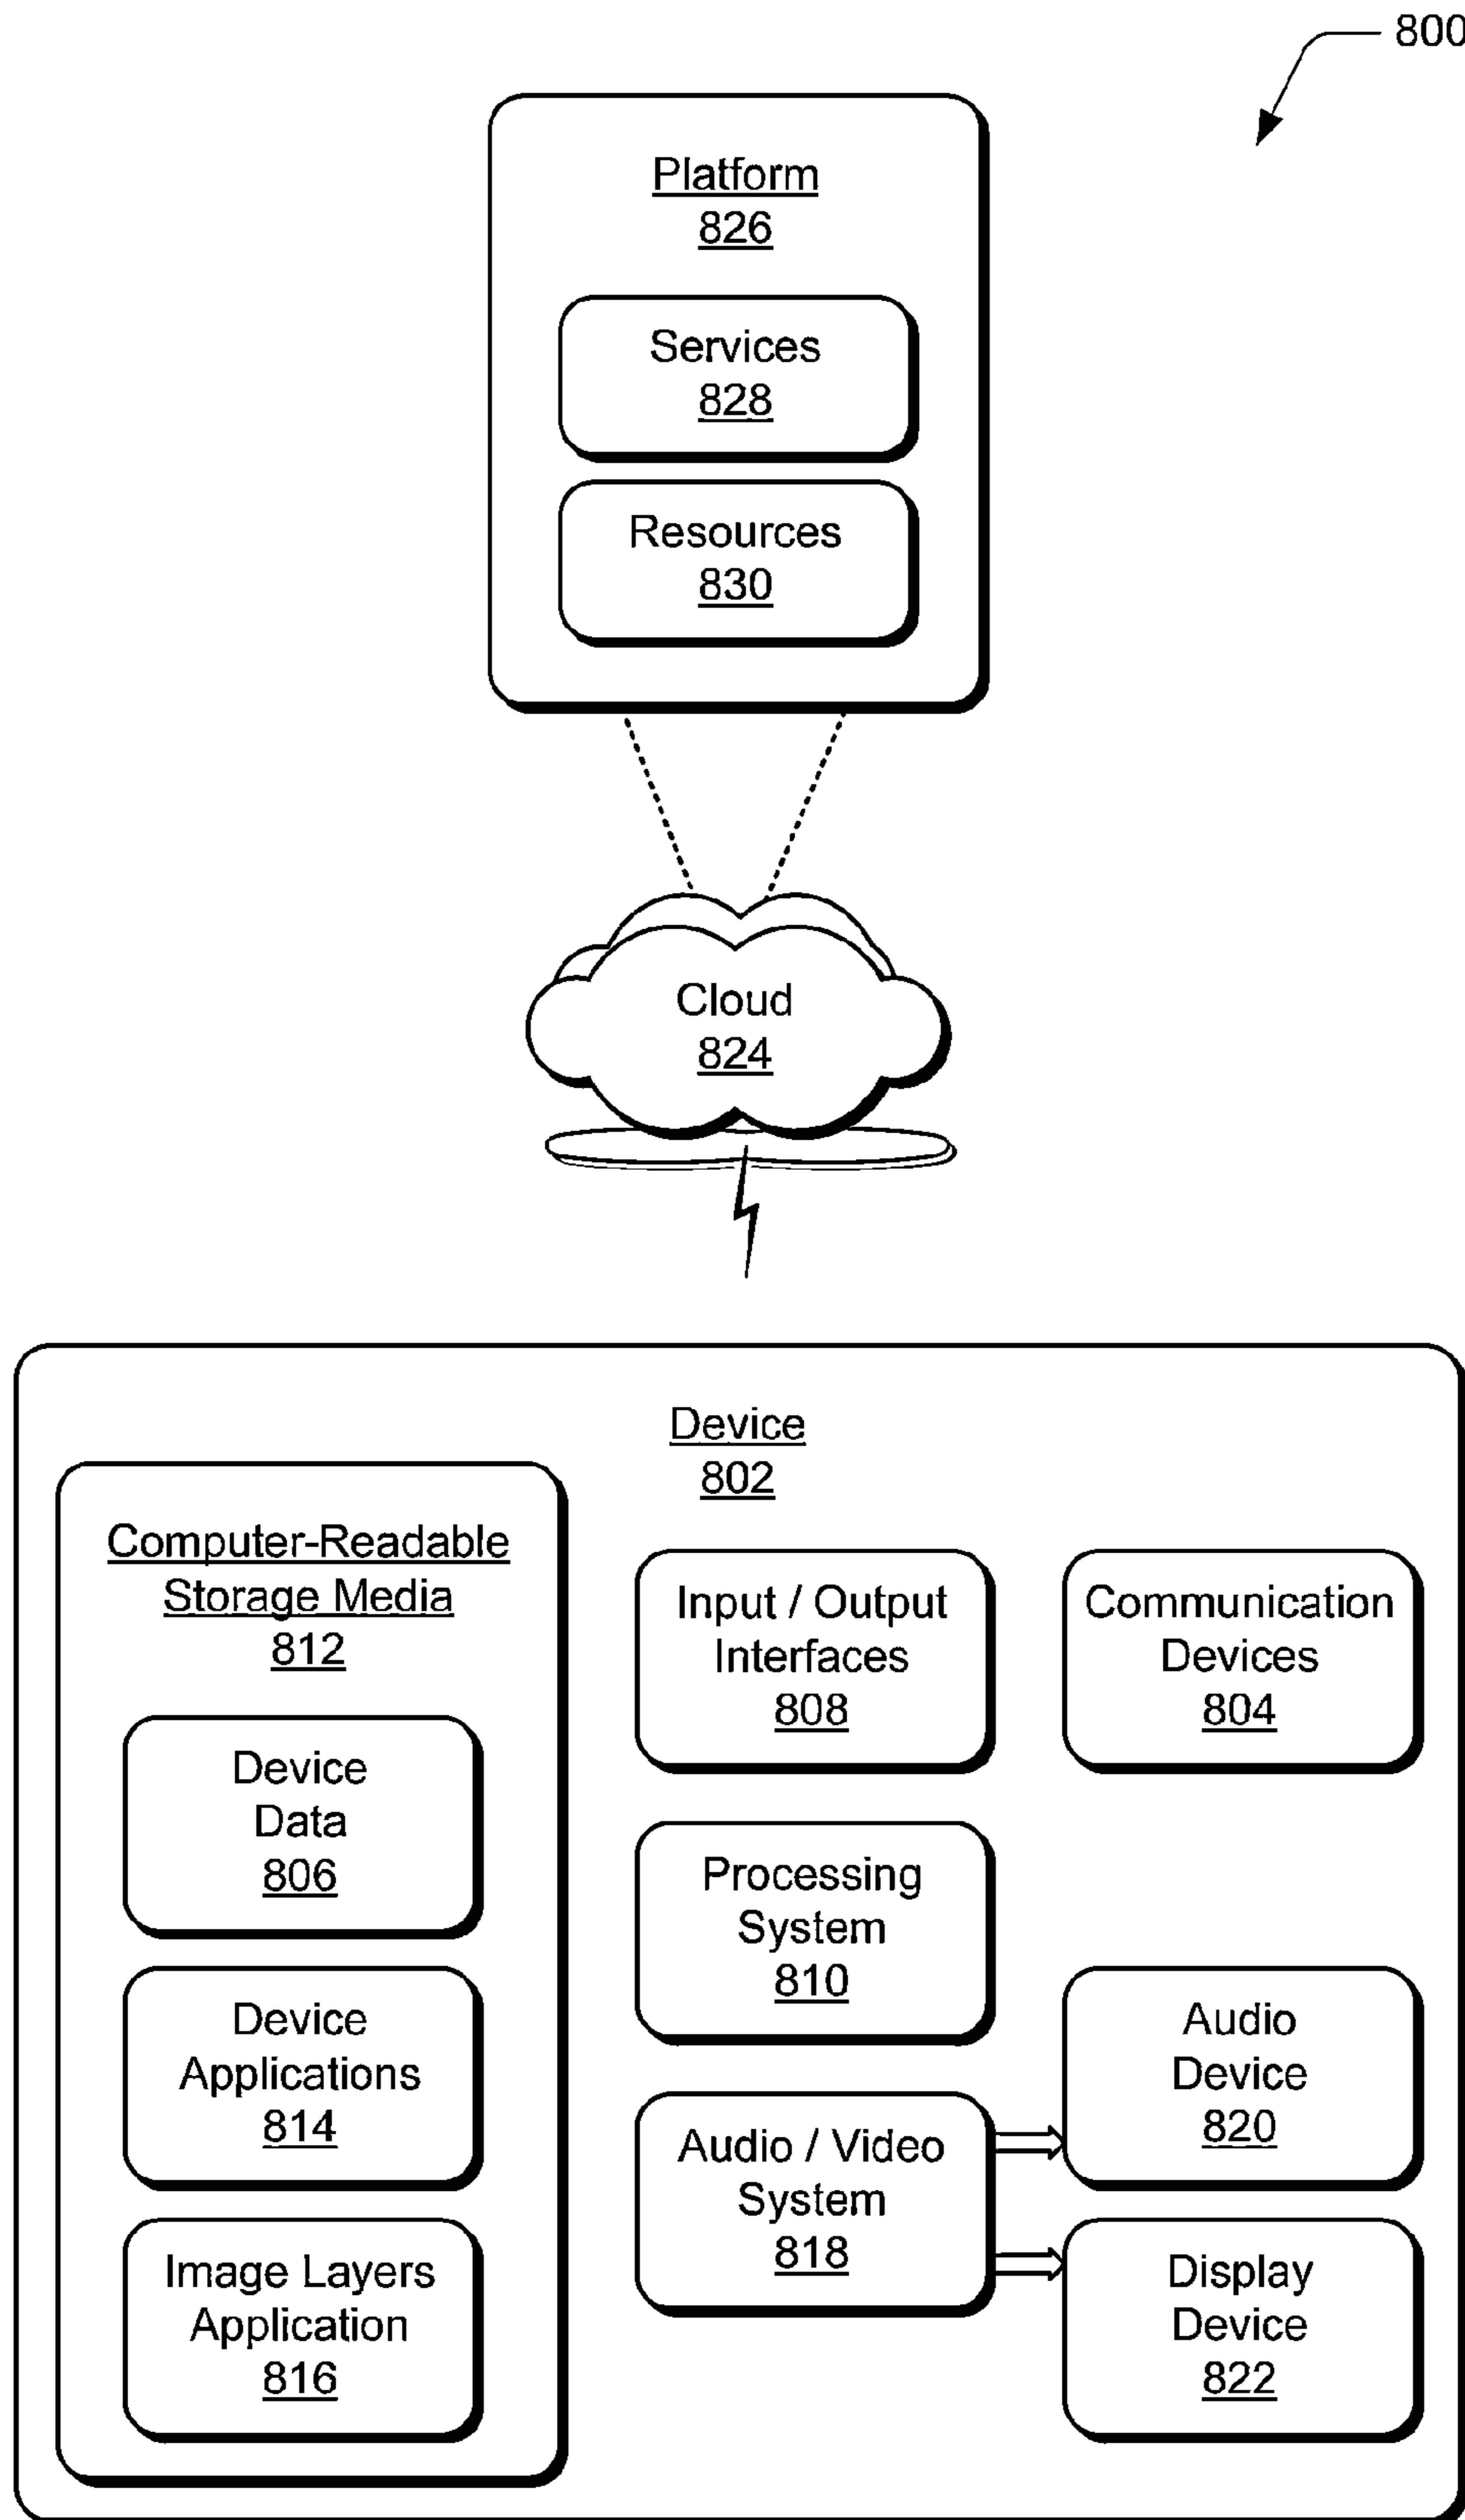 800
Platform
826
Services
828
Resources
830
Cloud
824
Device
802
Computer-Readable
Storage Media
812
Device
Data
806
Device
Applications
814
Image Layers
Application
816
Input / Output
Interfaces
808
Processing
System
810
Audio / Video
System
818
Communication
Devices
804
Audio
Device
820
Display
Device
822